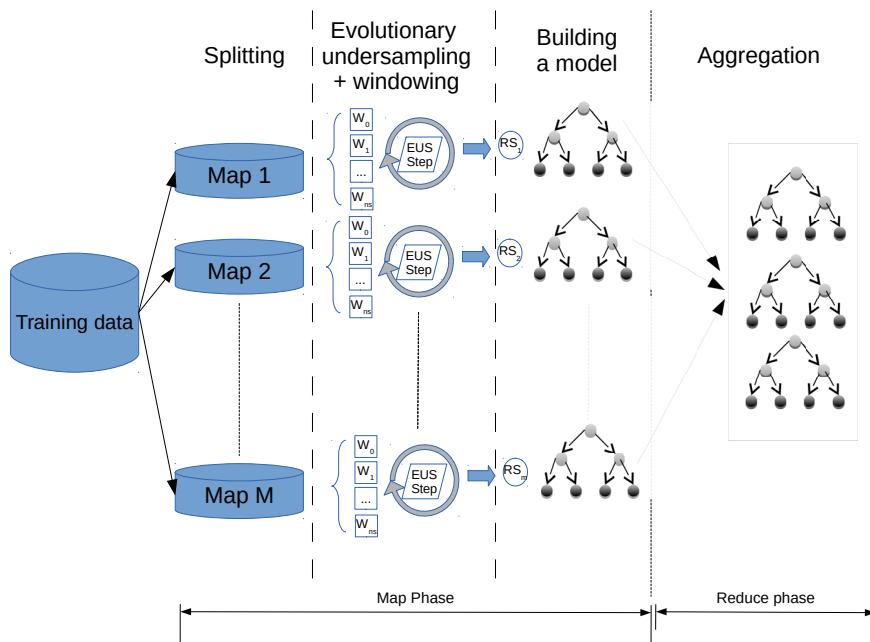 Splitting
Evolutionary
undersampling
+ windowing
Building
a model
Aggregation
Training data
Map 1
W0
W1
...
Wns
EUS
Step
RS1
Map 2
W0
W1
...
Wns
EUS
Step
RS2
Map M
W0
W1
...
Wns
EUS
Step
RSm
Map Phase
Reduce phase